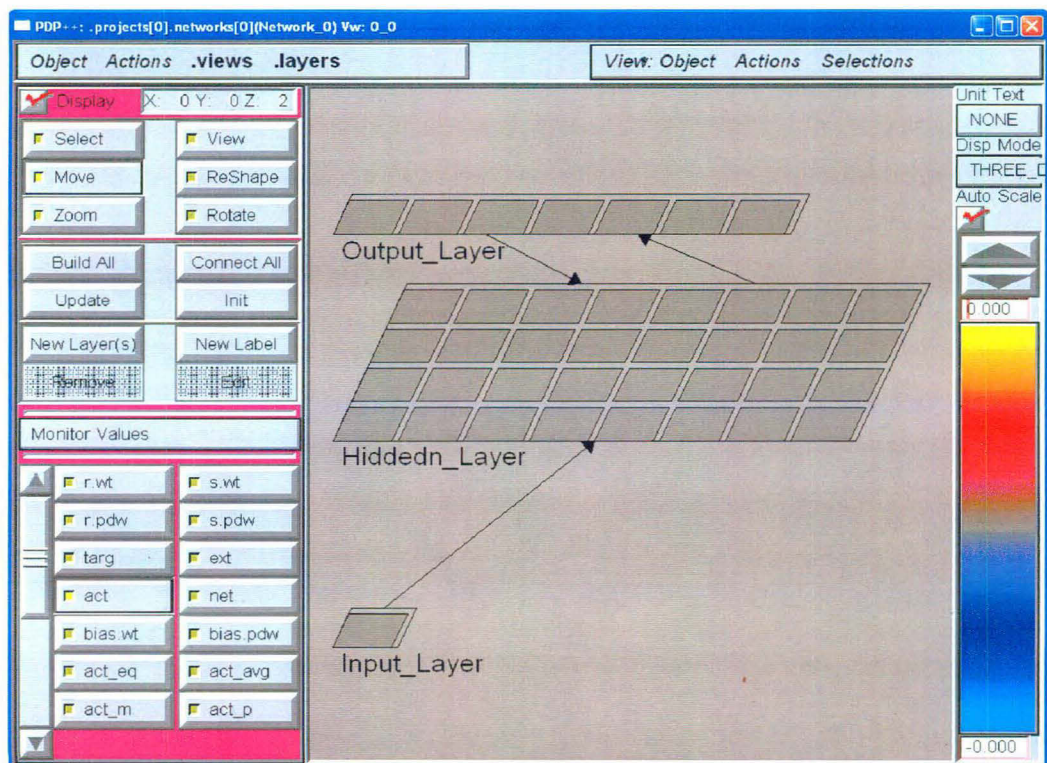 PDP++: .projects[0].networks[0](Network_0) Vw: 0_0
Object Actions .views .layers
View: Object Actions Selections
Display X: 0 Y: 0 Z: 2
Select View
Move ReShape
Zoom Rotate
Build All Connect All
Update Init
New Layer(s) New Label
Remove Edit
Monitor Values
r.wt s.wt
r.pdw s.pdw
targ ext
act net
bias.wt bias.pdw
act_eq act_avg
act_m act_p
Output_Layer
Hiddedn_Layer
Input_Layer
Unit Text
NONE
Disp Mode
THREE_D
Auto Scale
0.000
-0.000